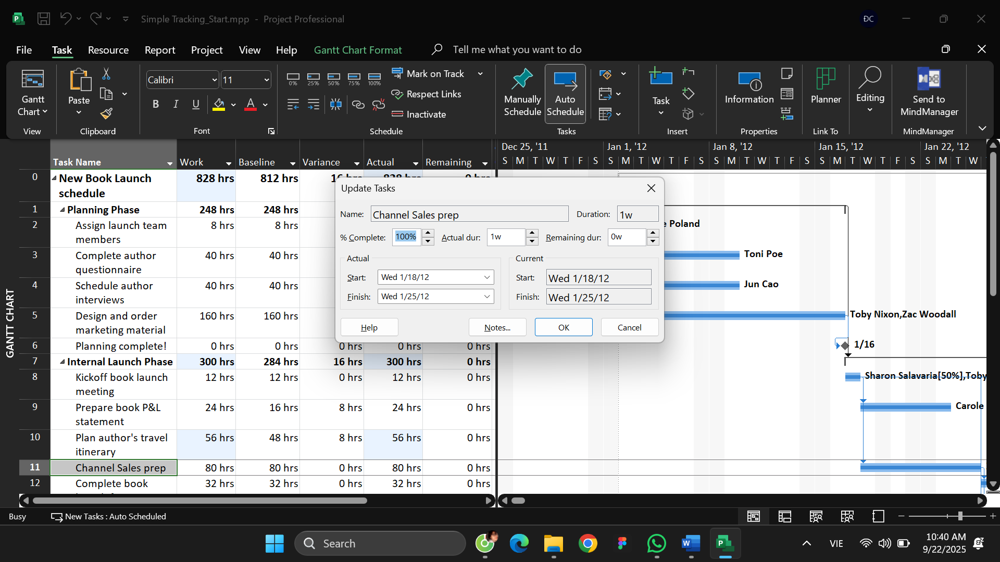 Simple Tracking_Start.mpp - Project Professional
ĐC
File Task Resource Report Project View Help Gantt Chart Format Tell me what you want to do
Gantt Chart
View
Paste
Clipboard
Calibri 11
B I U A
Font
0% 25% 50% 75% 100%
Mark on Track
Respect Links
Inactivate
Schedule
Manually Schedule
Auto Schedule
Tasks
Task
Insert
Information
Properties
Planner
Link To
Editing
Send to MindManager
MindManager
Task Name Work Baseline Variance Actual Remaining
Dec 25, '11 Jan 1, '12 Jan 8, '12 Jan 15, '12 Jan 22, '12
S M T W T F S S M T W T F S S M T W T F S S M T W T F S S M T W
GANTT CHART
0 New Book Launch schedule 828 hrs 812 hrs
1 Planning Phase 248 hrs 248 hrs
2 Assign launch team members 8 hrs 8 hrs
3 Complete author questionnaire 40 hrs 40 hrs
4 Schedule author interviews 40 hrs 40 hrs
5 Design and order marketing material 160 hrs 160 hrs
6 Planning complete! 0 hrs 0 hrs 0 hrs 0 hrs 0 hrs
7 Internal Launch Phase 300 hrs 284 hrs 16 hrs 300 hrs 0 hrs
8 Kickoff book launch meeting 12 hrs 12 hrs 0 hrs 12 hrs 0 hrs
9 Prepare book P&L statement 24 hrs 16 hrs 8 hrs 24 hrs 0 hrs
10 Plan author's travel itinerary 56 hrs 48 hrs 8 hrs 56 hrs 0 hrs
11 Channel Sales prep 80 hrs 80 hrs 0 hrs 80 hrs 0 hrs
12 Complete book 32 hrs 32 hrs 0 hrs 32 hrs 0 hrs
Update Tasks
Name: Channel Sales prep Duration: 1w
% Complete: 100% Actual dur: 1w Remaining dur: 0w
Actual
Start: Wed 1/18/12
Finish: Wed 1/25/12
Current
Start: Wed 1/18/12
Finish: Wed 1/25/12
Help Notes... OK Cancel
Poland
Toni Poe
Jun Cao
Toby Nixon,Zac Woodall
1/16
Sharon Salavaria[50%],Toby
Carole
Busy New Tasks : Auto Scheduled
Search
VIE
10:40 AM
9/22/2025